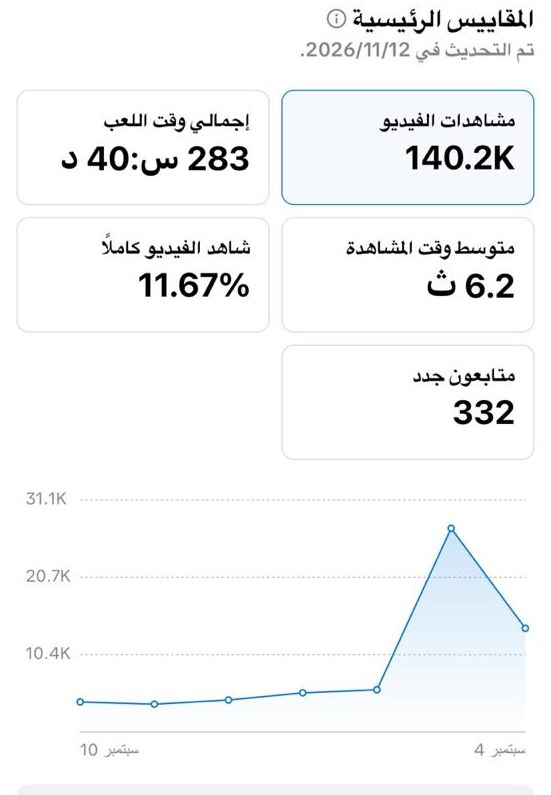 المقاييس الرئيسية
تم التحديث في 2026/11/12.
مشاهدات الفيديو
140.2K
إجمالي وقت اللعب
283 س:40 د
متوسط وقت المشاهدة
6.2 ث
شاهد الفيديو كاملاً
11.67%
متابعون جدد
332
31.1K
20.7K
10.4K
سبتمبر 4
سبتمبر 10